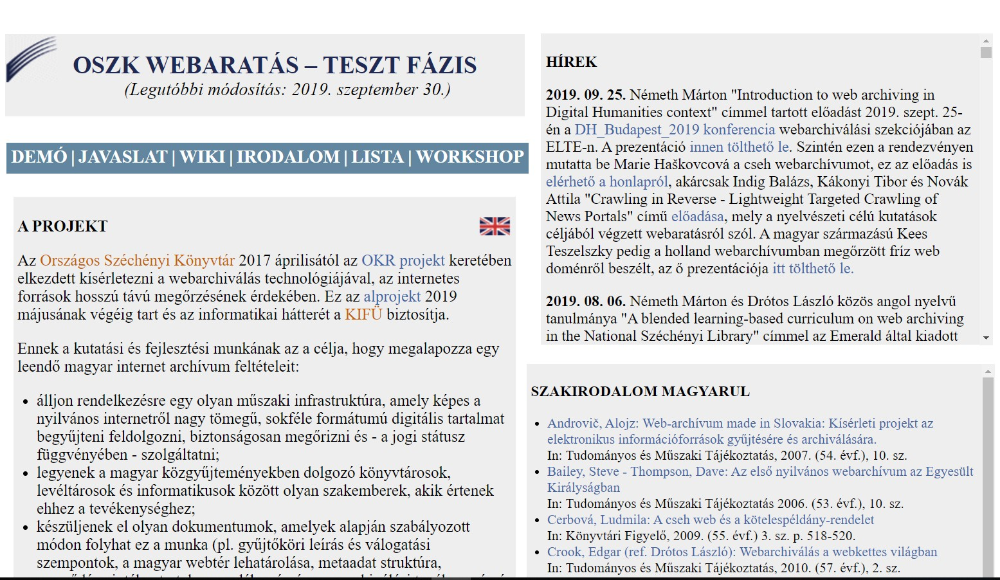 OSZK WEBARATÁS – TESZT FÁZIS
(Legutóbbi módosítás: 2019. szeptember 30.)
DEMÓ | JAVASLAT | WIKI | IRODALOM | LISTA | WORKSHOP
A PROJEKT
Az Országos Széchényi Könyvtár 2017 áprilisától az OKR projekt keretében
elkezdett kísérletezni a webarchiválás technológiájával, az internetes
források hosszú távú megőrzésének érdekében. Ez az alprojekt 2019
májusának végéig tart és az informatikai hátterét a KIFÜ biztosítja.
Ennek a kutatási és fejlesztési munkának az a célja, hogy megalapozza egy
leendő magyar internet archívum feltételeit:
• álljon rendelkezésre egy olyan műszaki infrastruktúra, amely képes a
nyilvános internetről nagy tömegű, sokféle formátumú digitális tartalmat
begyűjteni feldolgozni, biztonságosan megőrizni és - a jogi státusz
függvényében - szolgáltatni;
• legyenek a magyar közgyűjteményekben dolgozó könyvtárosok,
levéltárosok és informatikusok között olyan szakemberek, akik értenek
ehhez a tevékenységhez;
• készüljenek el olyan dokumentumok, amelyek alapján szabályozott
módon folyhat ez a munka (pl. gyűjtőköri leírás és válogatási
szempontok, a magyar webtér lehatárolása, metaadat struktúra,
HÍREK
2019. 09. 25. Németh Márton "Introduction to web archiving in
Digital Humanities context" címmel tartott előadást 2019. szept. 25-
én a DH_Budapest_2019 konferencia webarchiválási szekciójában az
ELTE-n. A prezentáció innen tölthető le. Szintén ezen a rendezvényen
mutatta be Marie Haškovcová a cseh webarchívumot, ez az előadás is
elérhető a honlapról, akárcsak Indig Balázs, Kákonyi Tibor és Novák
Attila "Crawling in Reverse - Lightweight Targeted Crawling of
News Portals" című előadása, mely a nyelvészeti célú kutatások
céljából végzett webaratásról szól. A magyar származású Kees
Teszelszky pedig a holland webarchívumban megőrzött fríz web
doménről beszélt, az ő prezentációja itt tölthető le.
2019. 08. 06. Németh Márton és Drótos László közös angol nyelvű
tanulmánya "A blended learning-based curriculum on web archiving
in the National Széchényi Library" címmel az Emerald által kiadott
SZAKIRODALOM MAGYARUL
• Androvič, Alojz: Web-archívum made in Slovakia: Kísérleti projekt az
elektronikus információforrások gyűjtésére és archiválására.
In: Tudományos és Műszaki Tájékoztatás, 2007. (54. évf.), 10. sz.
• Bailey, Steve - Thompson, Dave: Az első nyilvános webarchívum az Egyesült
Királyságban
In: Tudományos és Műszaki Tájékoztatás 2006. (53. évf.), 10. sz.
• Cerbová, Ludmila: A cseh web és a kötelespéldány-rendelet
In: Könyvtári Figyelő, 2009. (55. évf.) 3. sz. p. 518-520.
• Crook, Edgar (ref. Drótos László): Webarchiválás a webkettes világban
In: Tudományos és Műszaki Tájékoztatás, 2010. (57. évf.), 2. sz.